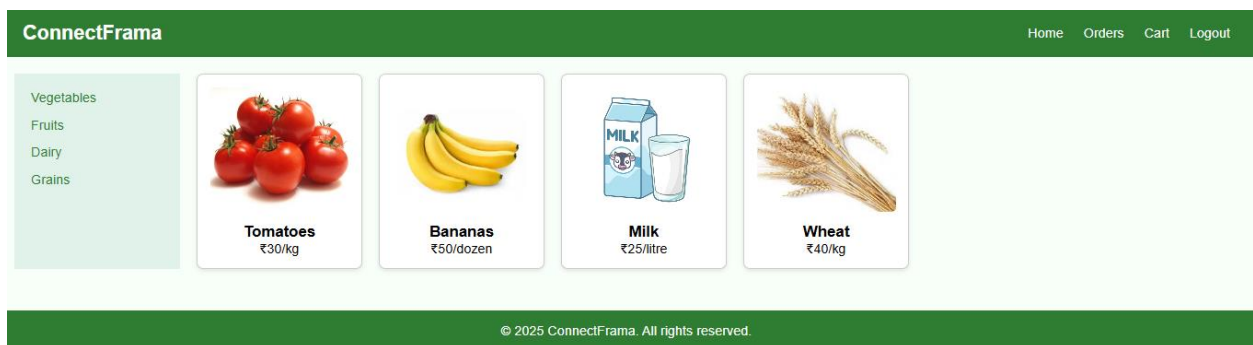 ConnectFrama
Home Orders Cart Logout
Vegetables
Fruits
Dairy
Grains
Tomatoes
₹30/kg
Bananas
₹50/dozen
MILK
Milk
₹25/litre
Wheat
₹40/kg
© 2025 ConnectFrama. All rights reserved.